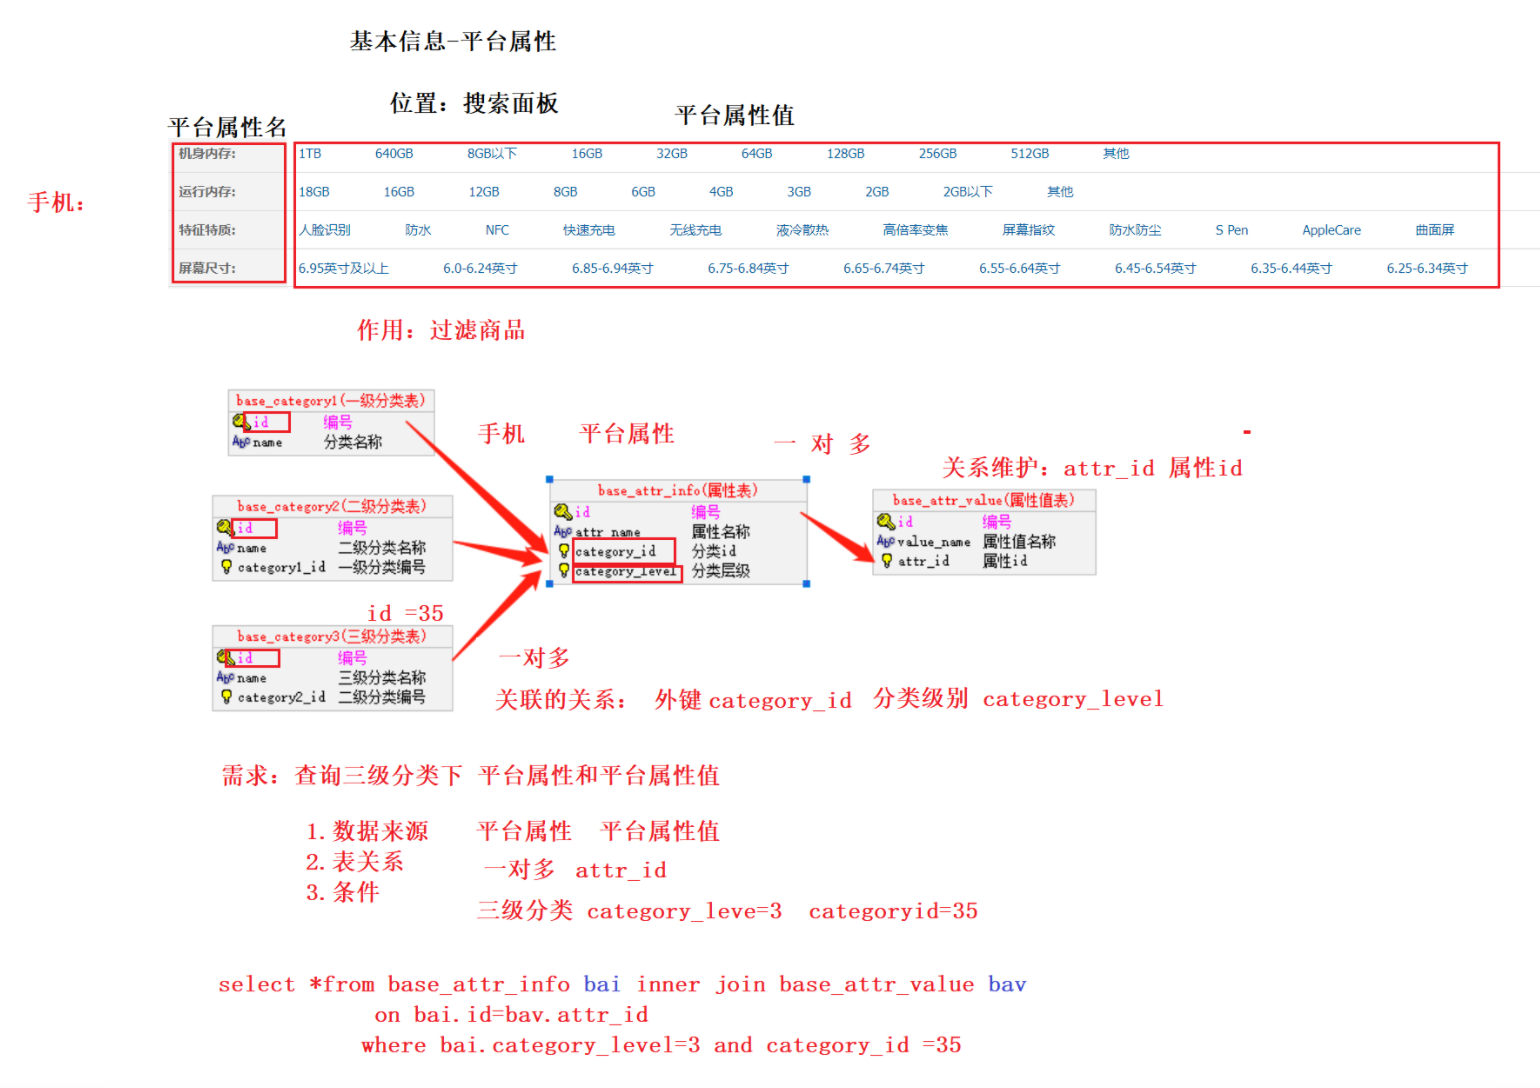 基本信息-平台属性
位置：搜索面板
平台属性值
平台属性名
手机：
机身内存： 1TB 640GB 8GB以下 16GB 32GB 64GB 128GB 256GB 512GB 其他
运行内存： 18GB 16GB 12GB 8GB 6GB 4GB 3GB 2GB 2GB以下 其他
特征特质： 人脸识别 防水 NFC 快速充电 无线充电 液冷散热 高倍率变焦 屏幕指纹 防水防尘 S Pen AppleCare 曲面屏
屏幕尺寸： 6.95英寸及以上 6.0-6.24英寸 6.85-6.94英寸 6.75-6.84英寸 6.65-6.74英寸 6.55-6.64英寸 6.45-6.54英寸 6.35-6.44英寸 6.25-6.34英寸
作用：过滤商品
base_category1(一级分类表)
id 编号
Abc name 分类名称
手机 平台属性 一 对 多
关系维护：attr_id 属性id
base_category2(二级分类表)
id 编号
Abc name 二级分类名称
category1_id 一级分类编号
base_attr_info(属性表)
id 编号
Abc attr_name 属性名称
category_id 分类id
category_level 分类层级
base_attr_value(属性值表)
id 编号
Abc value_name 属性值名称
attr_id 属性id
id =35
base_category3(三级分类表)
id 编号
Abc name 三级分类名称
category2_id 二级分类编号
一对多
关联的关系： 外键category_id 分类级别 category_level
需求：查询三级分类下 平台属性和平台属性值
1.数据来源 平台属性 平台属性值
2.表关系 一对多 attr_id
3.条件
三级分类 category_leve=3 categoryid=35
select *from base_attr_info bai inner join base_attr_value bav
on bai.id=bav.attr_id
where bai.category_level=3 and category_id =35